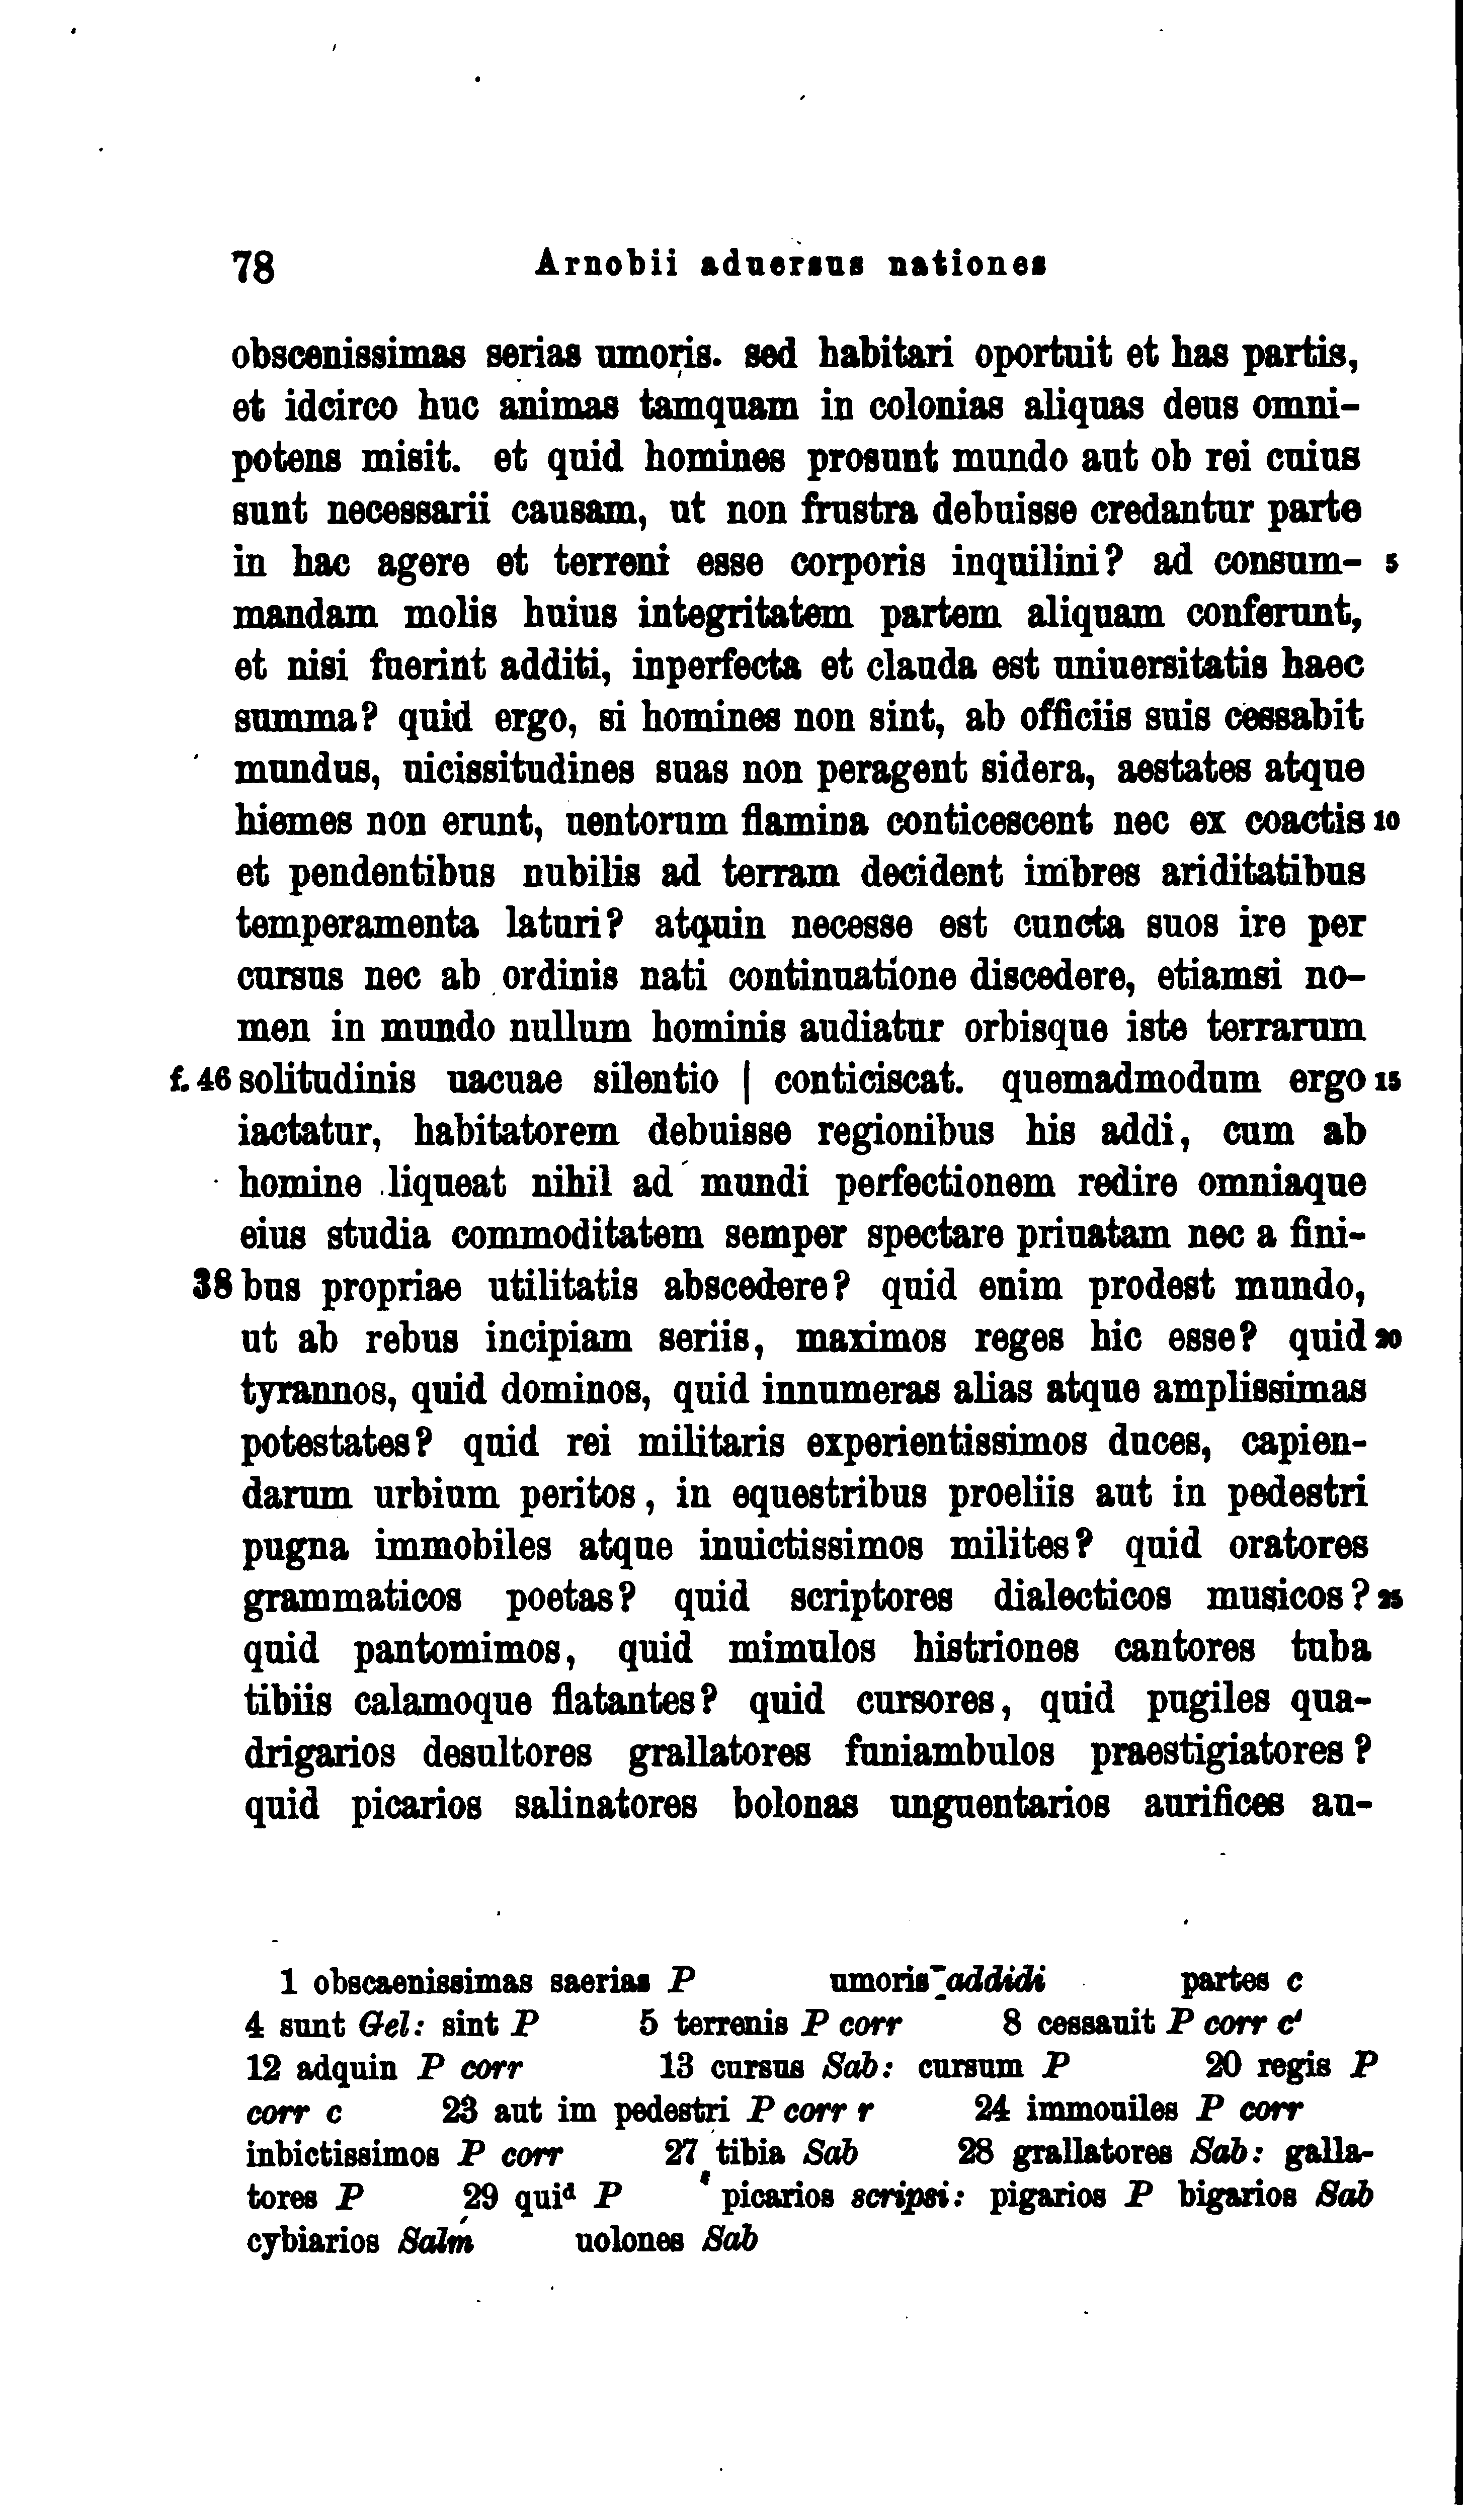 78 Arnobii aduersus nationes
obscenissimas serias umoris. sed habitari oportuit et has partis,
et idcirco huc animas tamquam in colonias aliquas deus omni-
potens misit. et quid homines prosunt mundo aut ob rei cuius
sunt necessarii causam, ut non frustra debuisse credantur parte
in hac agere et terreni esse corporis inquilini? ad consum- 5
mandam molis huius integritatem partem aliquam conferunt,
et nisi fuerint additi, inperfecta et clauda est uniuersitatis haec
summa? quid ergo, si homines non sint, ab officiis suis cessabit
mundus, uicissitudines suas non peragent sidera, aestates atque
hiemes non erunt, uentorum flamina conticescent nec ex coactis 10
et pendentibus nubilis ad terram decident imbres ariditatibus
temperamenta laturi? atquin necesse est cuncta suos ire per
cursus nec ab ordinis nati continuatione discedere, etiamsi no-
men in mundo nullum hominis audiatur orbisque iste terrarum
f. 46 solitudinis uacuae silentio | conticiscat. quemadmodum ergo 15
iactatur, habitatorem debuisse regionibus his addi, cum ab
homine liqueat nihil ad mundi perfectionem redire omniaque
eius studia commoditatem semper spectare priuatam nec a fini-
38 bus propriae utilitatis abscedere? quid enim prodest mundo,
ut ab rebus incipiam seriis, maximos reges hic esse? quid 20
tyrannos, quid dominos, quid innumeras alias atque amplissimas
potestates? quid rei militaris experientissimos duces, capien-
darum urbium peritos, in equestribus proeliis aut in pedestri
pugna immobiles atque inuictissimos milites? quid oratores
grammaticos poetas? quid scriptores dialecticos musicos? 25
quid pantomimos, quid mimulos histriones cantores tuba
tibiis calamoque flatantes? quid cursores, quid pugiles qua-
drigarios desultores grallatores funiambulos praestigiatores?
quid picarios salinatores bolonas unguentarios aurifices au-
1 obscaenissimas saerias P umoris addidi partes c
4 sunt Gel: sint P 5 terrenis P corr 8 cessauit P corr c
12 adquin P corr 13 cursus Sab: cursum P 20 regis P
corr c 23 aut im pedestri P corr r 24 immouiles P corr
inbictissimos P corr 27 tibia Sab 28 grallatores Sab: galla-
tores P 29 quiᵈ P picarios scripsi: pigarios P bigarios Sab
cybiarios Salm uolones Sab